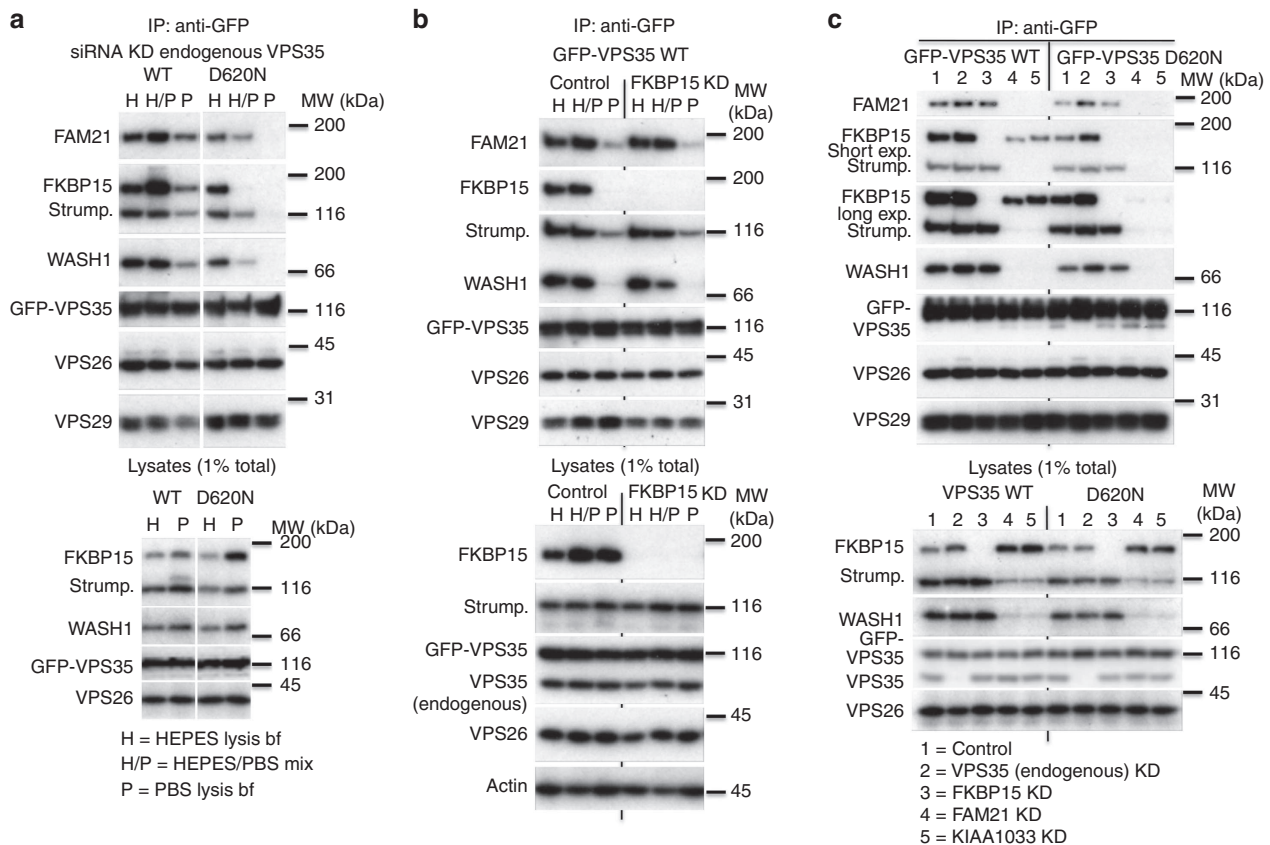 a
IP: anti-GFP
siRNA KD endogenous VPS35
WT D620N
H H/P P H H/P P MW (kDa)
FAM21 200
FKBP15 200
Strump. 116
WASH1 66
GFP-VPS35 116
VPS26 45
VPS29 31
Lysates (1% total)
WT D620N
H P H P MW (kDa)
FKBP15 200
Strump. 116
WASH1 66
GFP-VPS35 116
VPS26 45
H = HEPES lysis bf
H/P = HEPES/PBS mix
P = PBS lysis bf
b
IP: anti-GFP
GFP-VPS35 WT
Control FKBP15 KD
H H/P P H H/P P MW
(kDa)
FAM21 200
FKBP15 200
Strump. 116
WASH1 66
GFP-VPS35 116
VPS26 45
VPS29 31
Lysates (1% total)
Control FKBP15 KD MW
H H/P P H H/P P (kDa)
FKBP15 200
Strump. 116
GFP-VPS35 116
VPS35
(endogenous)
VPS26 45
Actin 45
c
IP: anti-GFP
GFP-VPS35 WT GFP-VPS35 D620N
1 2 3 4 5 1 2 3 4 5 MW (kDa)
FAM21 200
FKBP15 200
Short exp.
Strump. 116
FKBP15
long exp.
Strump.
WASH1 66
GFP-
VPS35 116
VPS26 45
VPS29 31
Lysates (1% total)
VPS35 WT D620N MW
1 2 3 4 5 1 2 3 4 5 (kDa)
FKBP15 200
Strump. 116
WASH1 66
GFP-
VPS35 116
VPS35
VPS26 45
1 = Control
2 = VPS35 (endogenous) KD
3 = FKBP15 KD
4 = FAM21 KD
5 = KIAA1033 KD